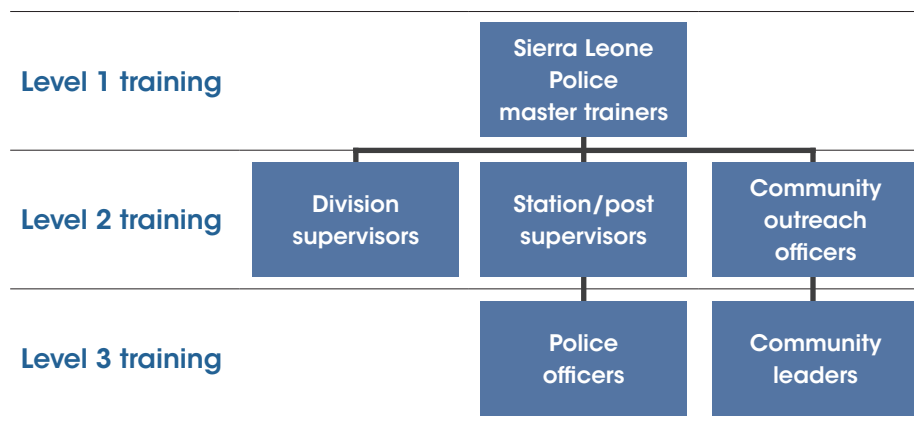 Level 1 training
Sierra Leone
Police
master trainers
Level 2 training
Division
supervisors
Station/post
supervisors
Community
outreach
officers
Level 3 training
Police
officers
Community
leaders